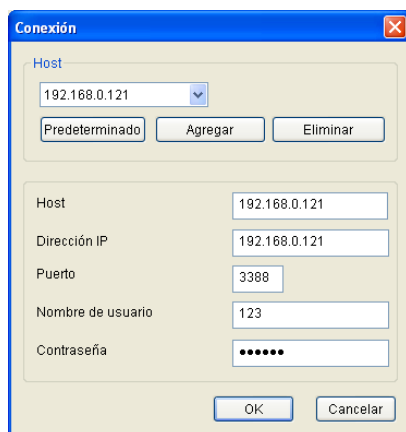 Conexión
Host
192.168.0.121
Predeterminado Agregar Eliminar
Host 192.168.0.121
Dirección IP 192.168.0.121
Puerto 3388
Nombre de usuario 123
Contraseña ••••••
OK Cancelar